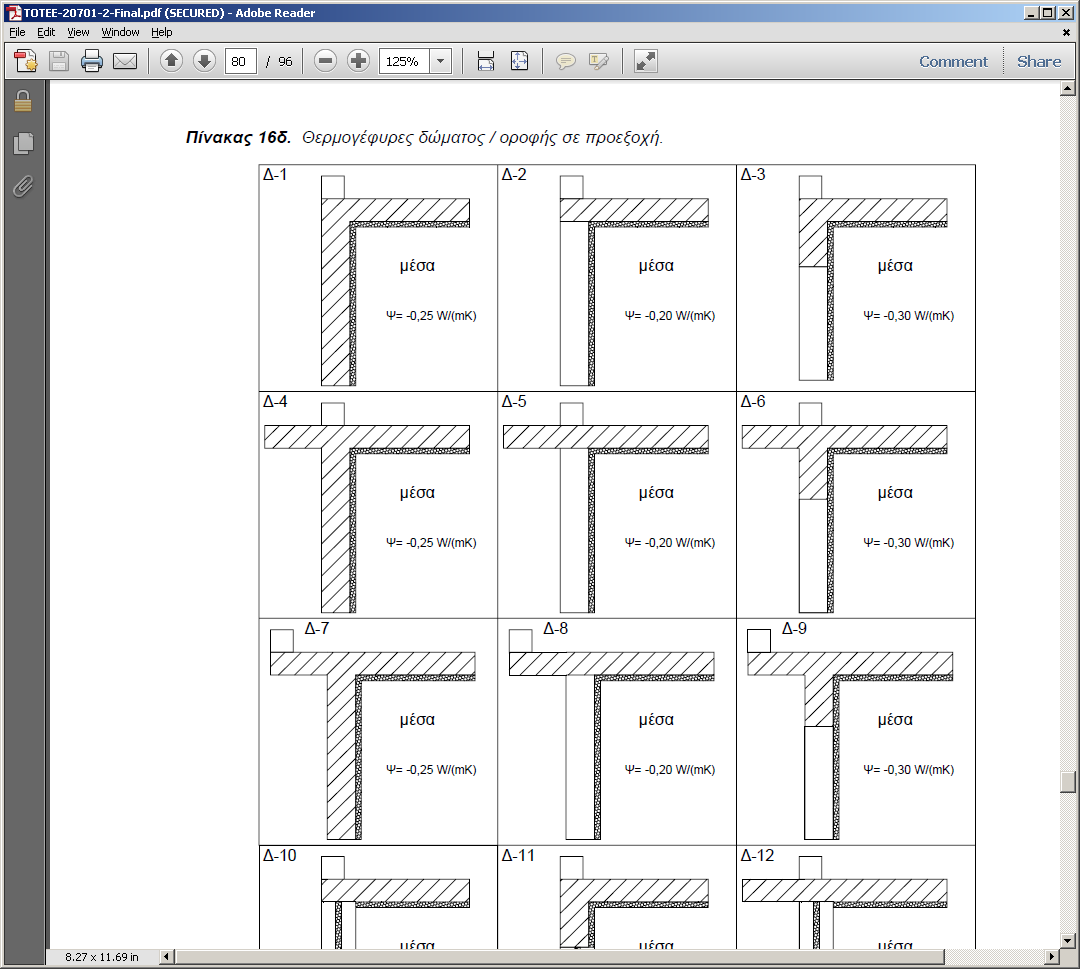 TOTEE-20701-2-Final.pdf (SECURED) - Adobe Reader
File Edit View Window Help
80 / 96 125% Comment Share
Πίνακας 16δ. Θερμογέφυρες δώματος / οροφής σε προεξοχή.
Δ-1 Δ-2 Δ-3
μέσα μέσα μέσα
Ψ= -0,25 W/(mK) Ψ= -0,20 W/(mK) Ψ= -0,30 W/(mK)
Δ-4 Δ-5 Δ-6
μέσα μέσα μέσα
Ψ= -0,25 W/(mK) Ψ= -0,20 W/(mK) Ψ= -0,30 W/(mK)
Δ-7 Δ-8 Δ-9
μέσα μέσα μέσα
Ψ= -0,25 W/(mK) Ψ= -0,20 W/(mK) Ψ= -0,30 W/(mK)
Δ-10 Δ-11 Δ-12
μέσα μέσα μέσα
8.27 x 11.69 in